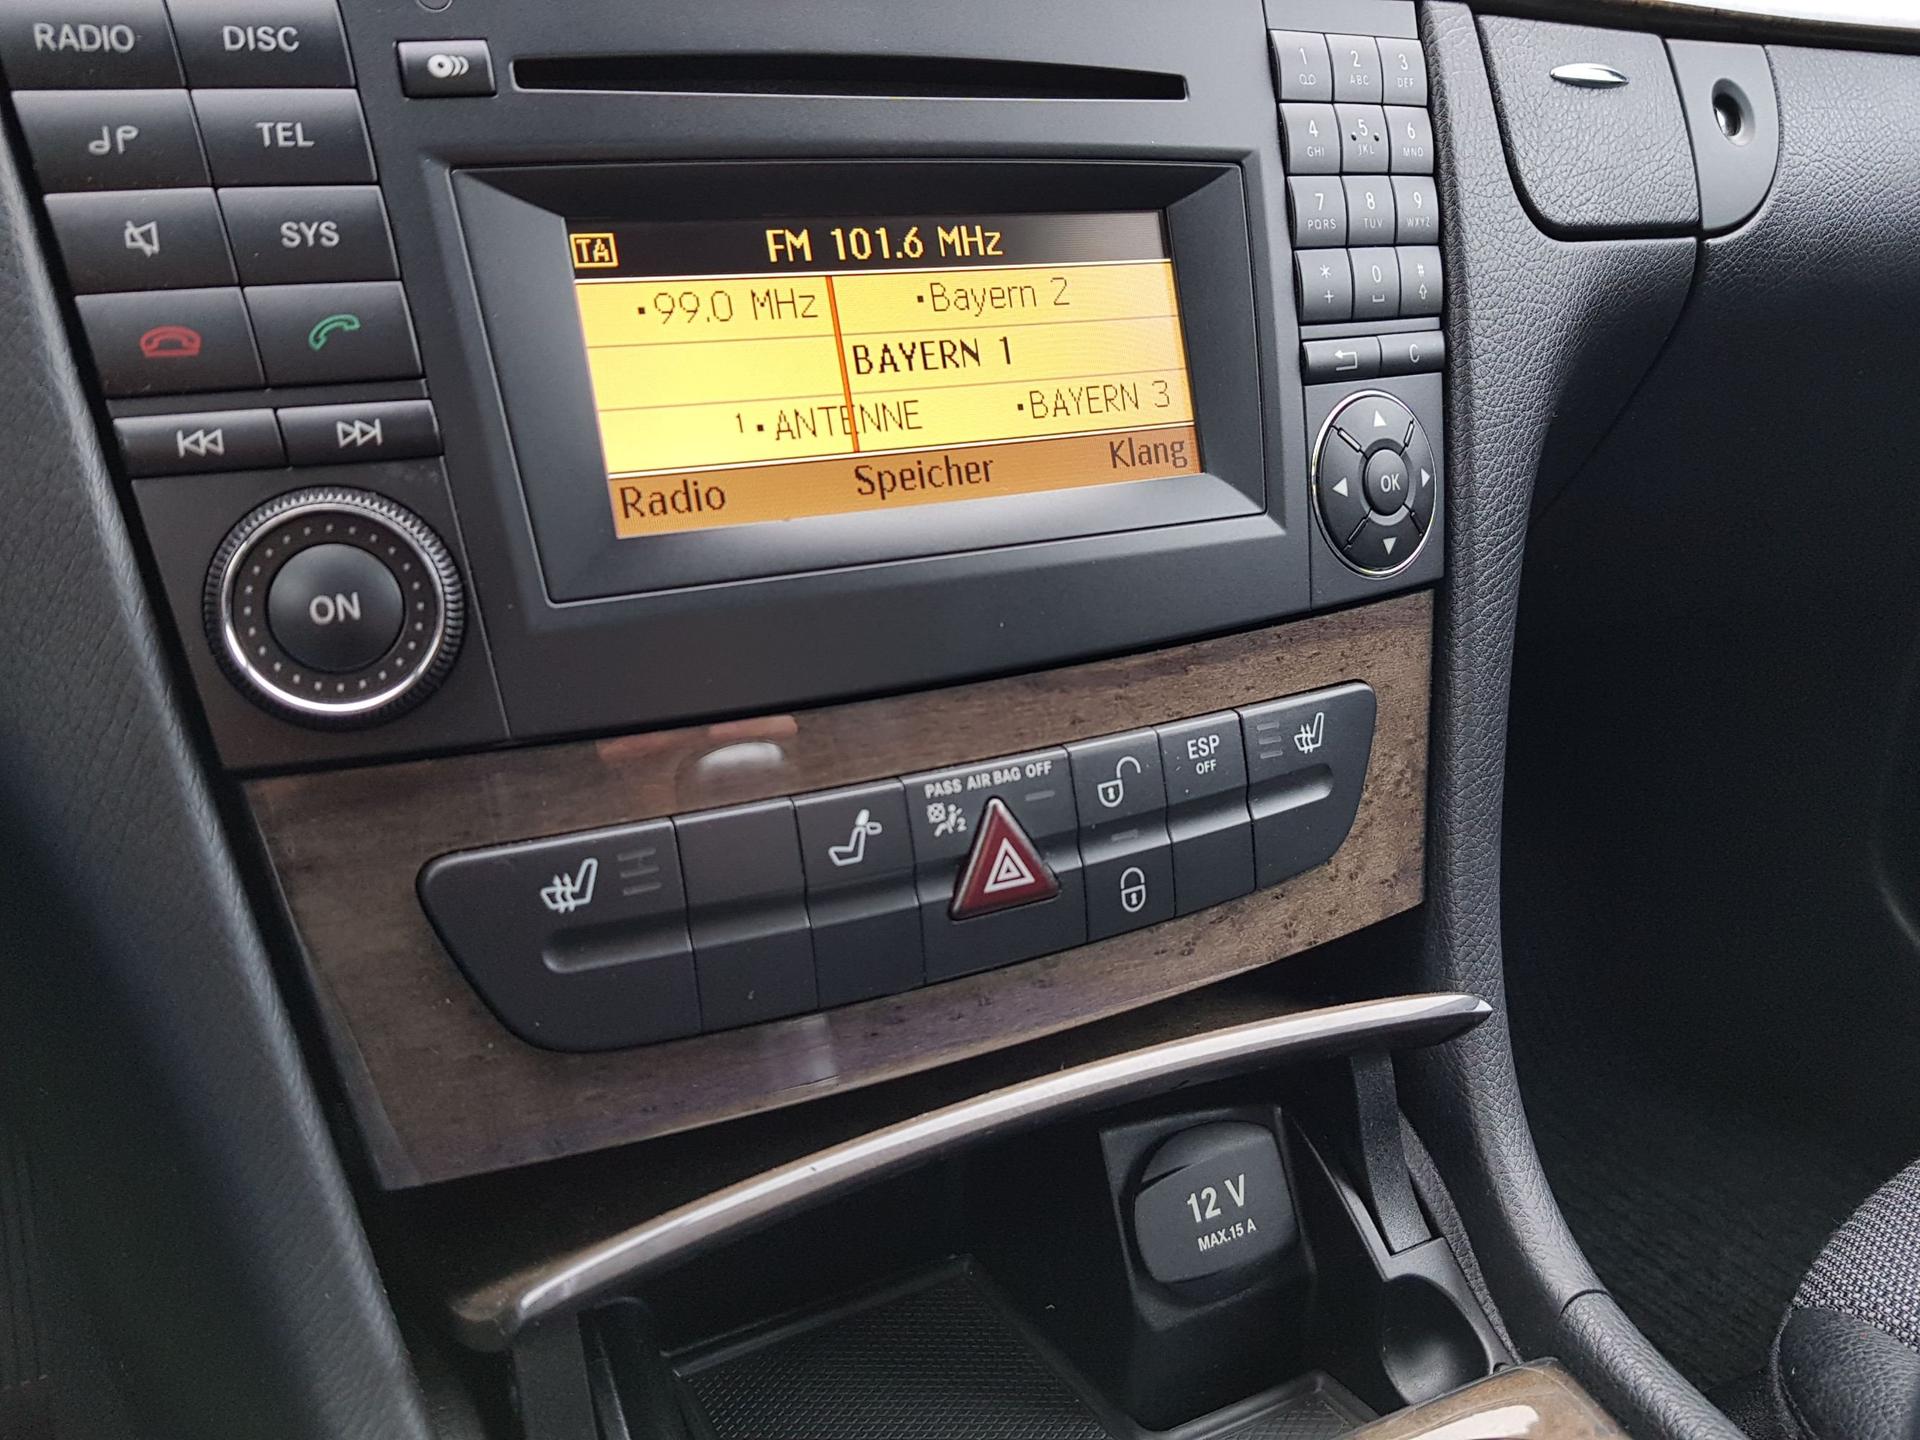 RADIO DISC
TEL
SYS
ON
TA FM 101.6 MHz
99.0 MHz Bayern 2
BAYERN 1
1 ANTENNE BAYERN 3
Radio Speicher Klang
1 2 ABC 3 DEF
4 GHI 5 JKL 6 MNO
7 PQRS 8 TUV 9 WXYZ
* + 0 #
C
OK
PASS AIR BAG OFF
2
ESP
OFF
12 V
MAX.15 A